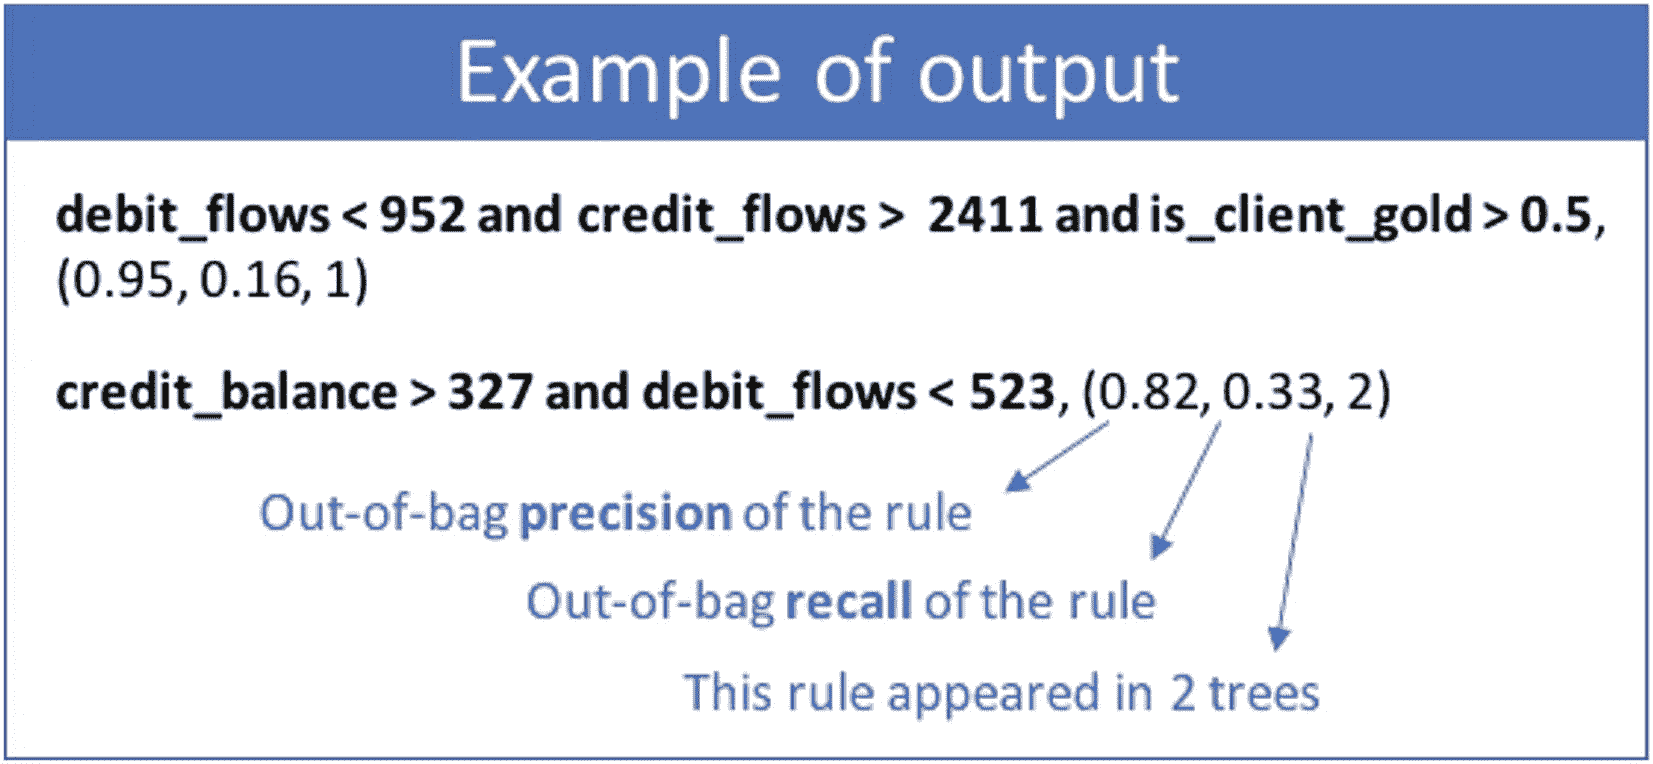 Example of output
debit_flows < 952 and credit_flows > 2411 and is_client_gold > 0.5,
(0.95, 0.16, 1)
credit_balance > 327 and debit_flows < 523, (0.82, 0.33, 2)
Out-of-bag precision of the rule
Out-of-bag recall of the rule
This rule appeared in 2 trees